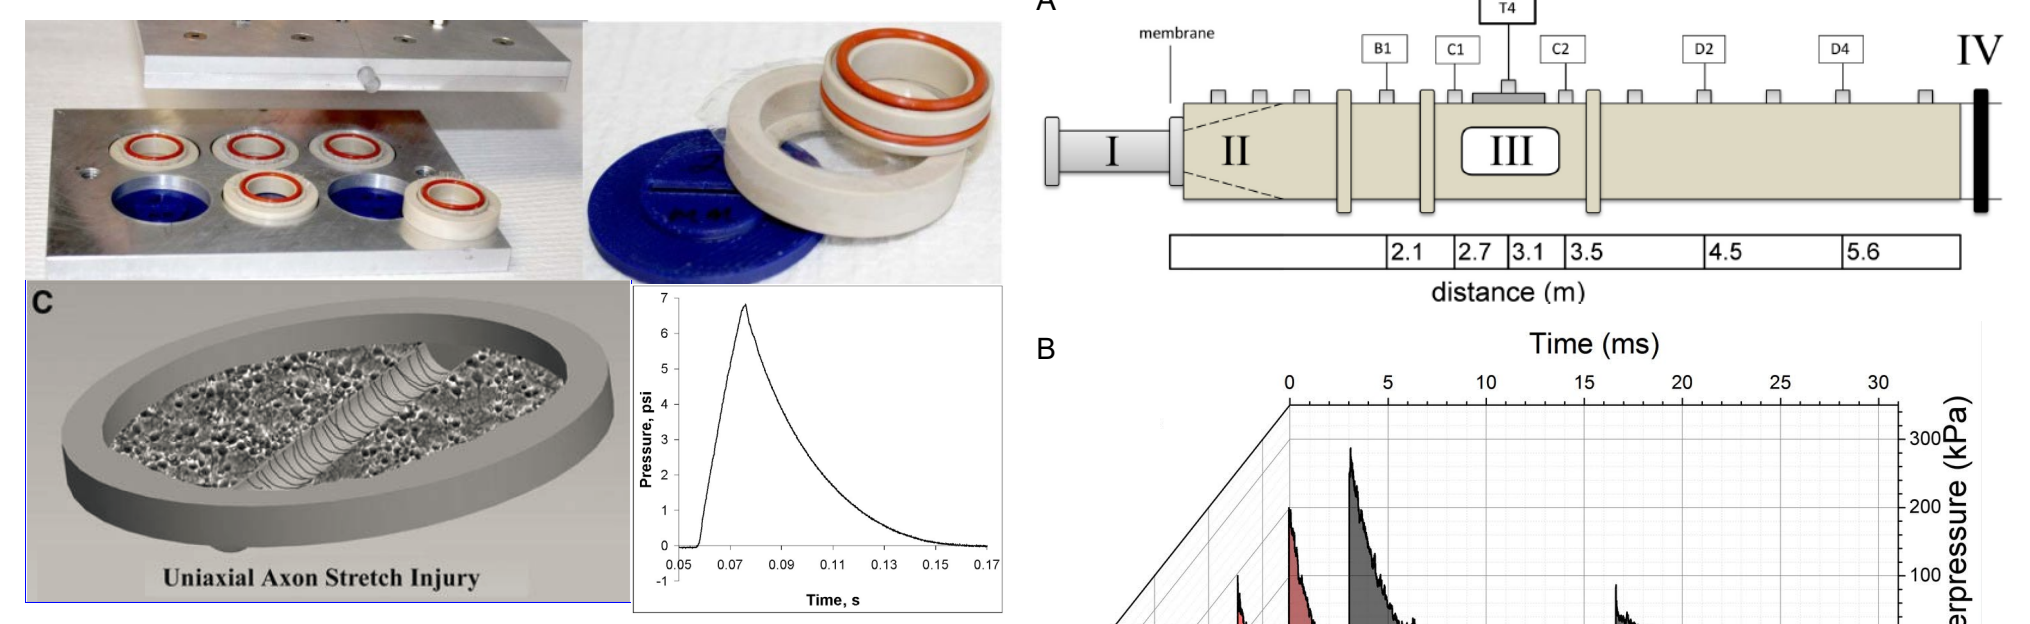 C
Uniaxial Axon Stretch Injury
7
6
5
4
3
2
1
0
-1
Pressure, psi
0.05 0.07 0.09 0.11 0.13 0.15 0.17
Time, s
A
T4
membrane
B1 C1 C2 D2 D4
IV
I II III
2.1 2.7 3.1 3.5 4.5 5.6
distance (m)
B
Time (ms)
0 5 10 15 20 25 30
300
200
100
erpressure (kPa)